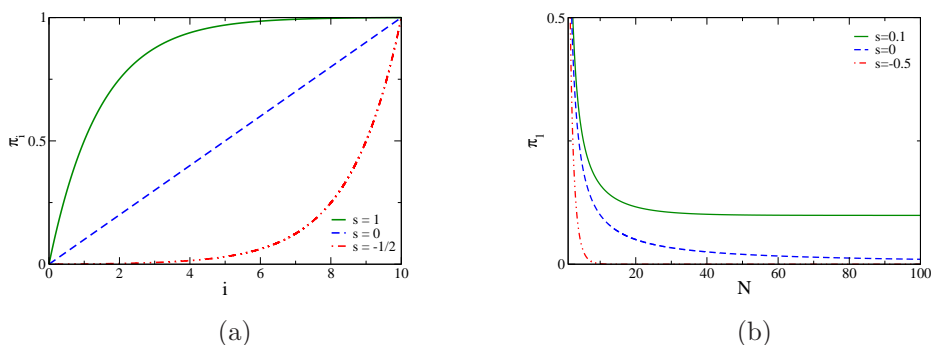 1
0.5
0
π_i
0 2 4 6 8 10
i
s = 1
s = 0
s = -1/2
(a)
0.5
0
π_1
20 40 60 80 100
N
s=0.1
s=0
s=-0.5
(b)